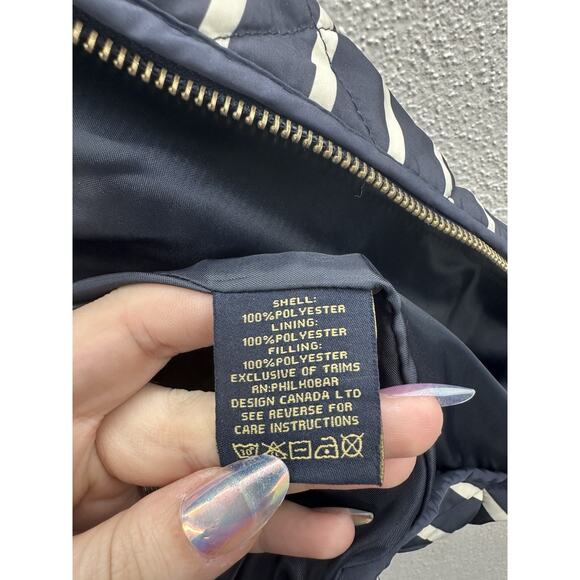 SHELL:
100%POLYESTER
LINING:
100%POLYESTER
FILLING:
100%POLYESTER
EXCLUSIVE OF TRIMS
RN:PHILHOBAR
DESIGN CANADA LTD
SEE REVERSE FOR
CARE INSTRUCTIONS